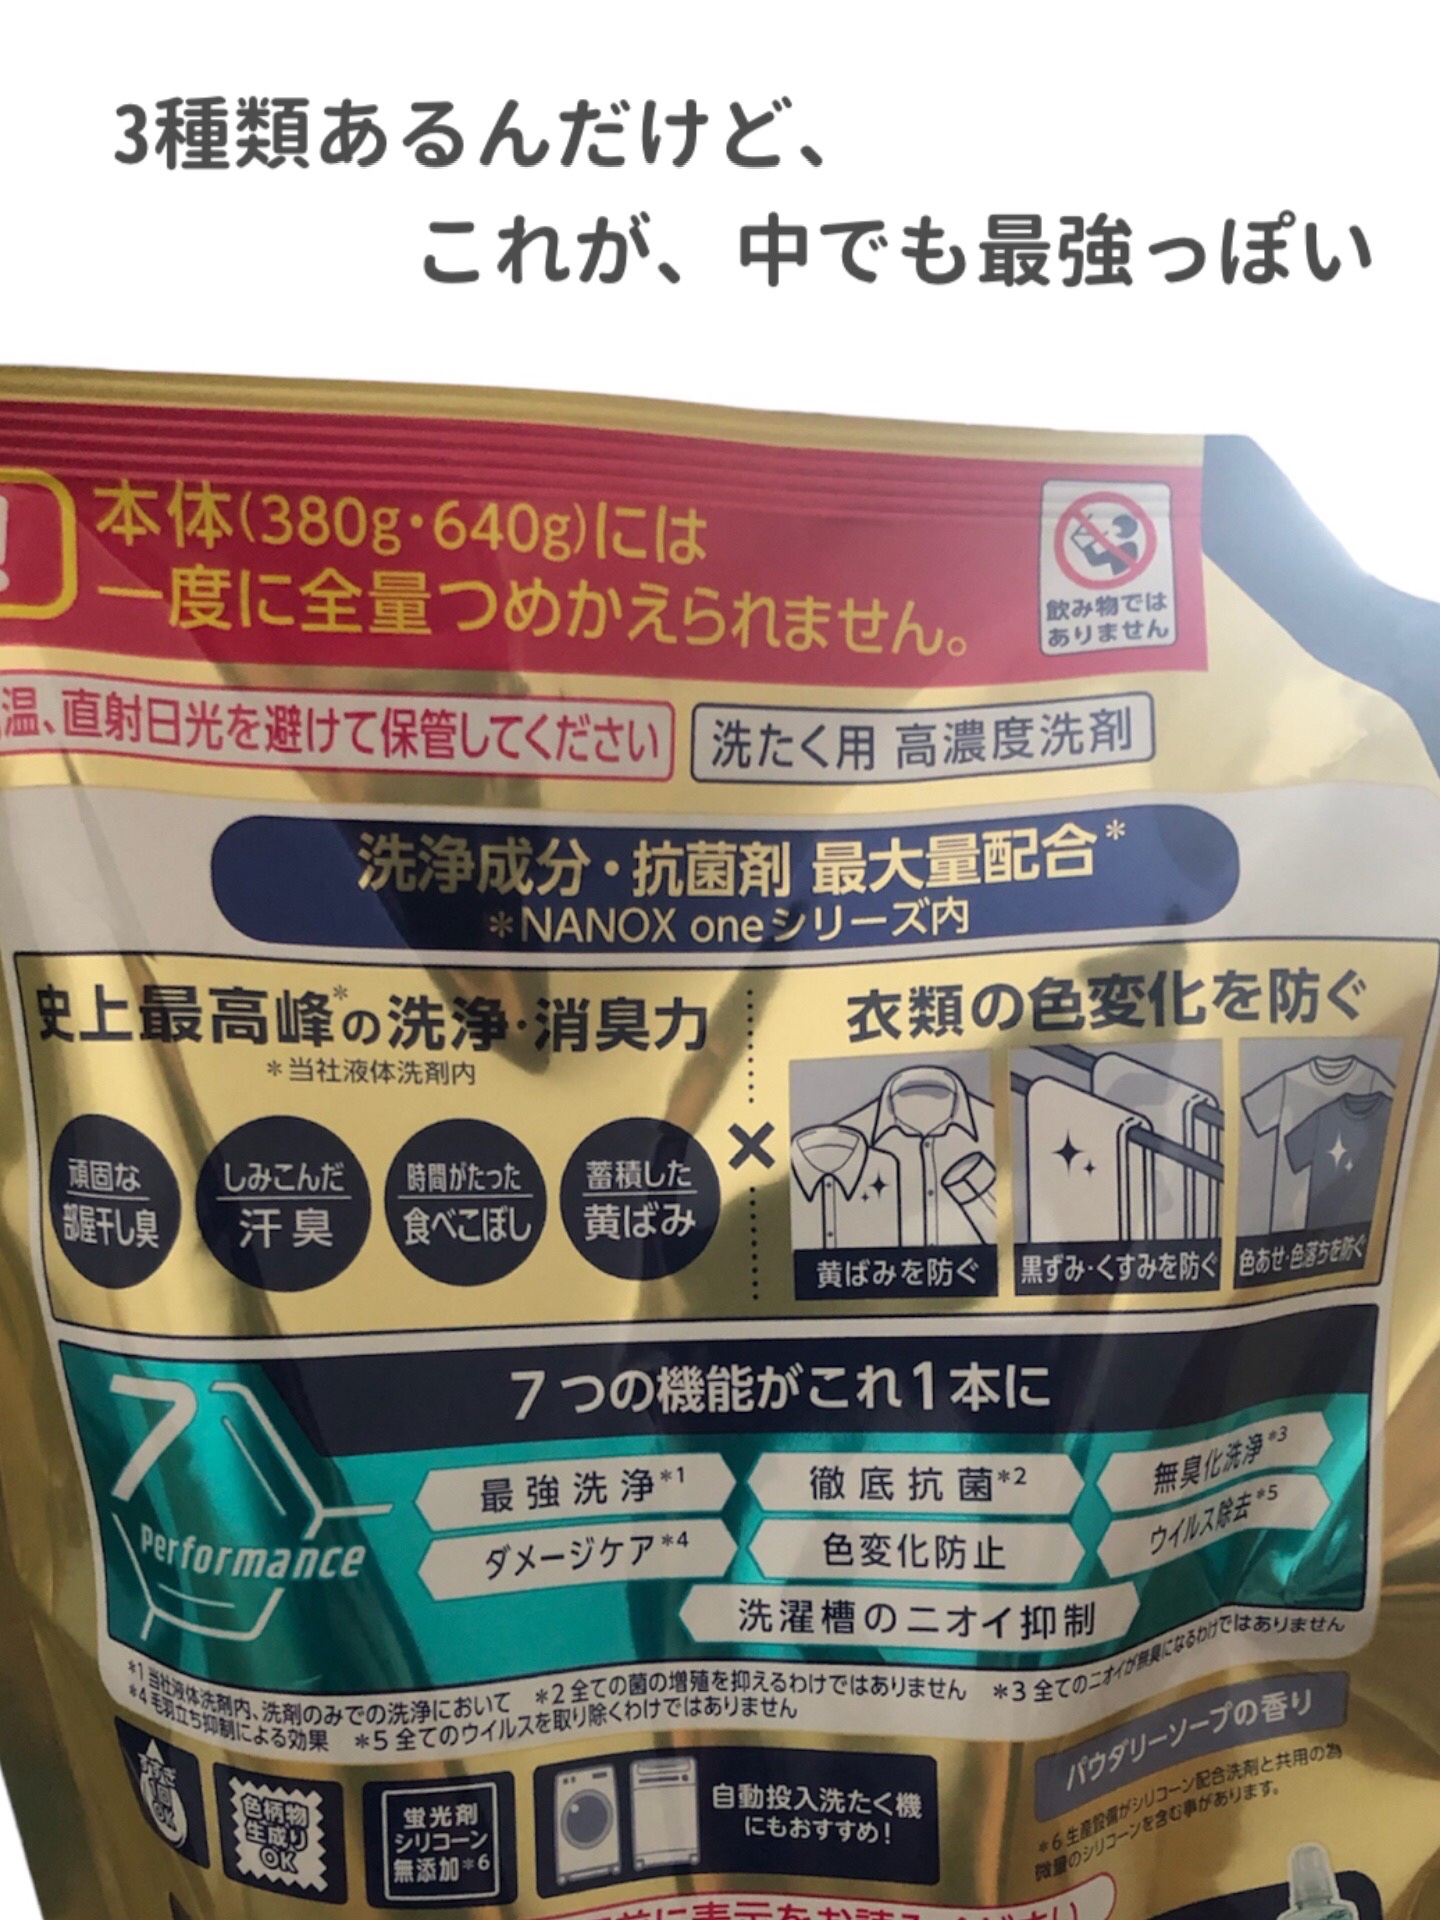 3種類あるんだけど、
これが、中でも最強っぽい
本体(380g・640g)には
一度に全量つめかえられません。
飲み物では
ありません
温、直射日光を避けて保管してください
洗たく用 高濃度洗剤
洗浄成分・抗菌剤 最大量配合*
*NANOX oneシリーズ内
史上最高峰*の洗浄・消臭力
*当社液体洗剤内
頑固な
部屋干し臭
しみこんだ
汗臭
時間がたった
食べこぼし
蓄積した
黄ばみ
×
衣類の色変化を防ぐ
黄ばみを防ぐ
黒ずみ・くすみを防ぐ
色あせ・色落ちを防ぐ
7
Performance
7つの機能がこれ1本に
最強洗浄*1
徹底抗菌*2
無臭化洗浄*3
ダメージケア*4
色変化防止
ウイルス除去*5
洗濯槽のニオイ抑制
*1 当社液体洗剤内、洗剤のみでの洗浄において *2 全ての菌の増殖を抑えるわけではありません *3 全てのニオイが無臭になるわけではありません
*4 毛羽立ち抑制による効果 *5 全てのウイルスを取り除くわけではありません
すすぎ
1回
OK
色柄物
生成り
OK
蛍光剤
シリコーン
無添加*6
自動投入洗たく機
にもおすすめ！
パウダリーソープの香り
*6 生産設備がシリコーン配合洗剤と共用の為
微量のシリコーンを含む事があります。
前に表示をお読みください